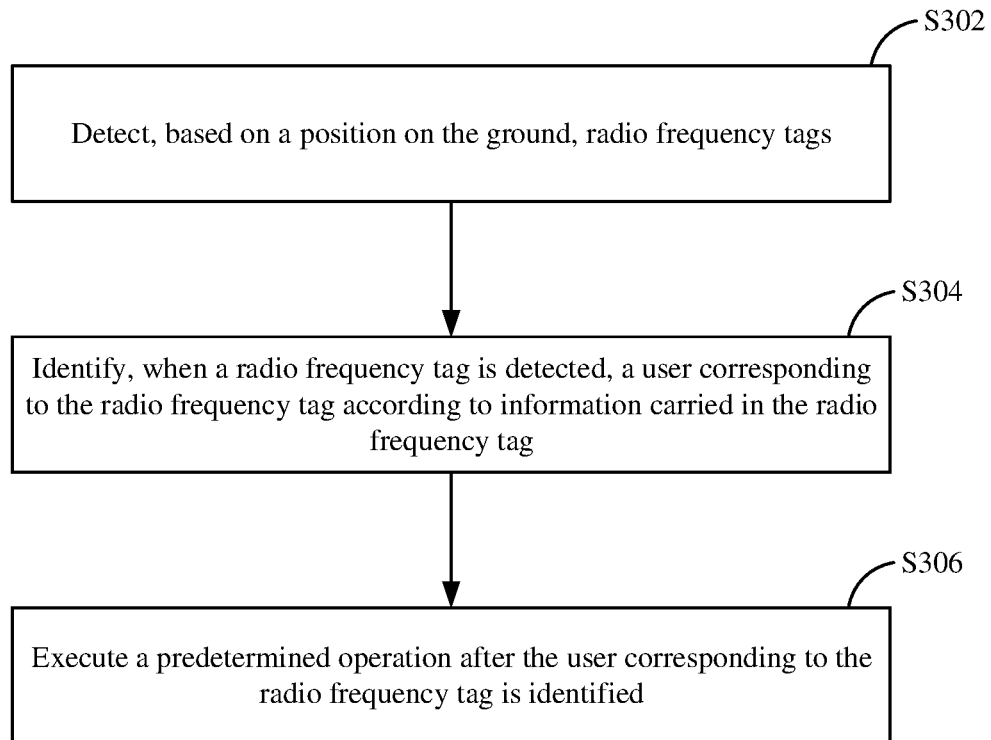 S302
Detect, based on a position on the ground, radio frequency tags
S304
Identify, when a radio frequency tag is detected, a user corresponding
to the radio frequency tag according to information carried in the radio
frequency tag
S306
Execute a predetermined operation after the user corresponding to the
radio frequency tag is identified